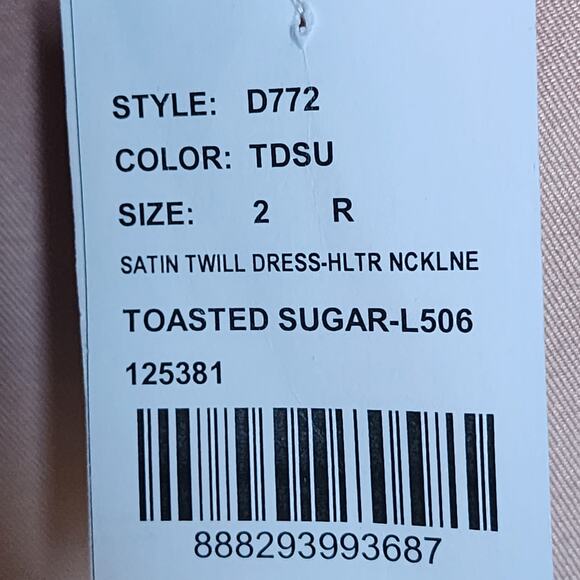 STYLE: D772
COLOR: TDSU
SIZE: 2 R
SATIN TWILL DRESS-HLTR NCKLNE
TOASTED SUGAR-L506
125381
888293993687